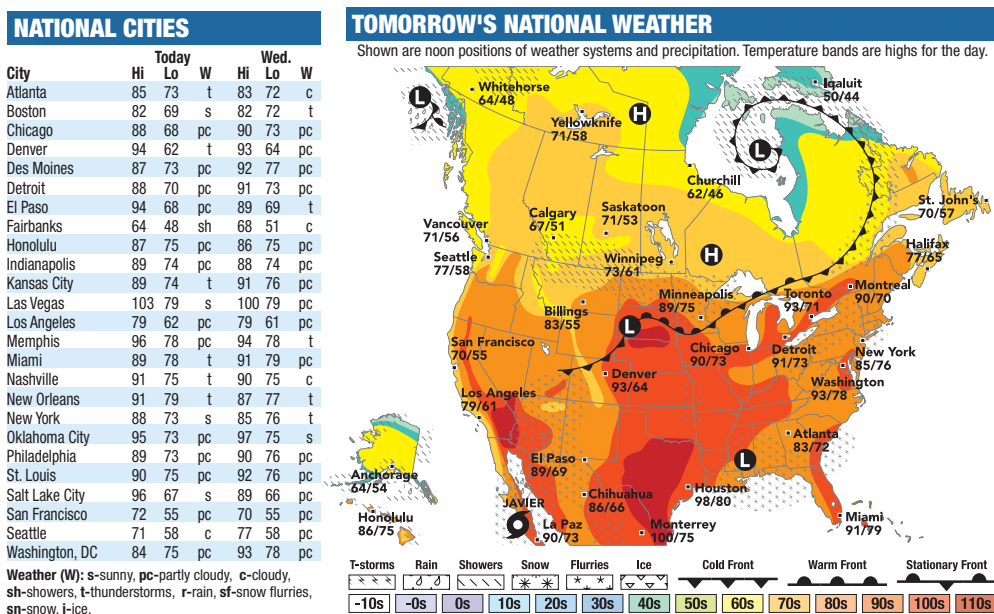 NATIONAL CITIES
Today Wed.
City Hi Lo W Hi Lo W
Atlanta 85 73 t 83 72 c
Boston 82 69 s 82 72 t
Chicago 88 68 pc 90 73 pc
Denver 94 62 t 93 64 pc
Des Moines 87 73 pc 92 77 pc
Detroit 88 70 pc 91 73 pc
El Paso 94 68 pc 89 69 t
Fairbanks 64 48 sh 68 51 c
Honolulu 87 75 pc 86 75 pc
Indianapolis 89 74 pc 88 74 pc
Kansas City 89 74 t 91 76 pc
Las Vegas 103 79 s 100 79 pc
Los Angeles 79 62 pc 79 61 pc
Memphis 96 78 pc 94 78 t
Miami 89 78 t 91 79 pc
Nashville 91 75 t 90 75 c
New Orleans 91 79 t 87 77 t
New York 88 73 s 85 76 t
Oklahoma City 95 73 pc 97 75 s
Philadelphia 89 73 pc 90 76 pc
St. Louis 90 75 pc 92 76 pc
Salt Lake City 96 67 s 89 66 pc
San Francisco 72 55 pc 70 55 pc
Seattle 71 58 c 77 58 pc
Washington, DC 84 75 pc 93 78 pc
Weather (W): s-sunny, pc-partly cloudy, c-cloudy,
sh-showers, t-thunderstorms, r-rain, sf-snow flurries,
sn-snow, i-ice.
TOMORROW'S NATIONAL WEATHER
Shown are noon positions of weather systems and precipitation. Temperature bands are highs for the day.
L
Whitehorse
64/48
Yellowknife
71/58
H
Iqaluit
50/44
L
Churchill
62/46
St. John's
70/57
Vancouver
71/56
Calgary
67/51
Saskatoon
71/53
Seattle
77/58
Winnipeg
73/61
H
Halifax
77/65
Billings
83/55
Minneapolis
89/75
Toronto
93/71
Montreal
90/70
L
San Francisco
70/55
Chicago
90/73
Detroit
91/73
New York
85/76
Denver
93/64
Washington
93/78
Los Angeles
79/61
Atlanta
83/72
El Paso
89/69
L
Anchorage
64/54
Chihuahua
86/66
Houston
98/80
Honolulu
86/75
JAVIER
La Paz
90/73
Monterrey
100/75
Miami
91/79
T-storms Rain Showers Snow Flurries Ice Cold Front Warm Front Stationary Front
-10s -0s 0s 10s 20s 30s 40s 50s 60s 70s 80s 90s 100s 110s